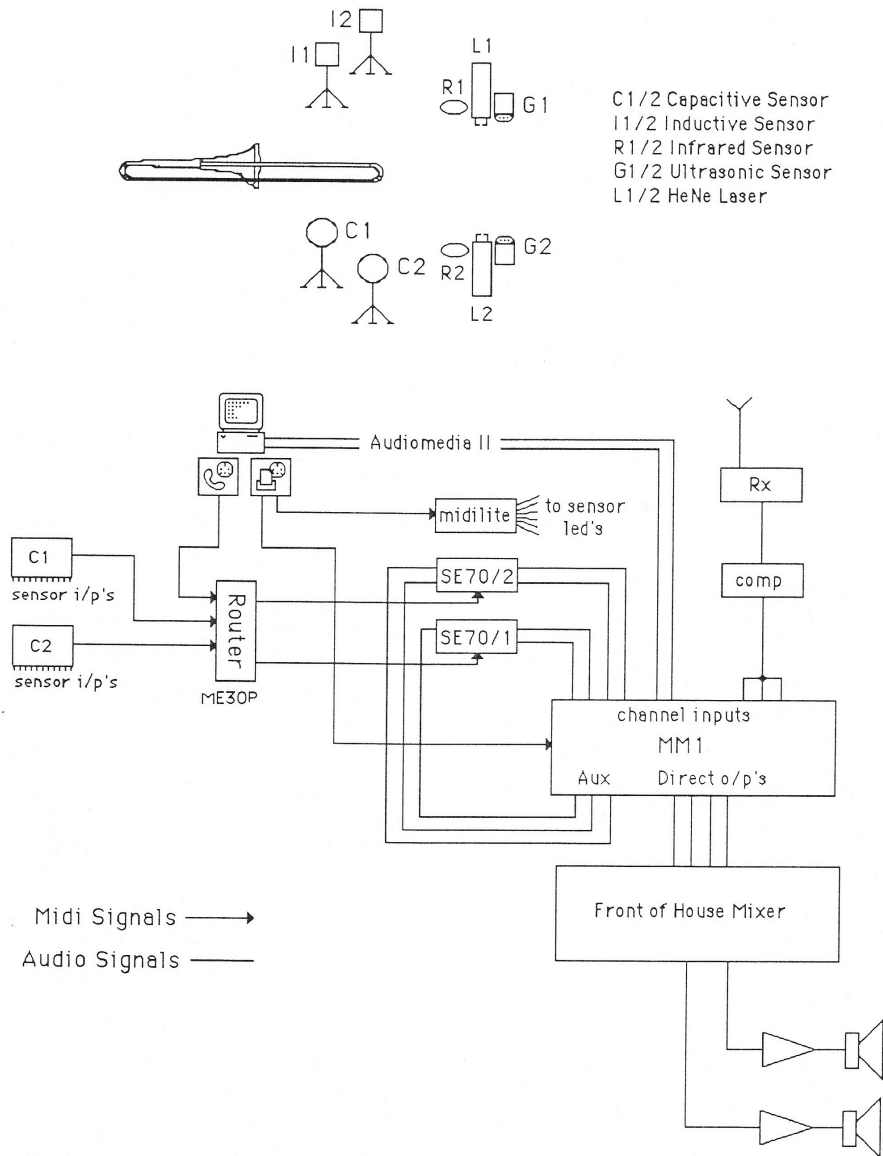 I2
I1
L1
R1
G1
C1/2 Capacitive Sensor
I1/2 Inductive Sensor
R1/2 Infrared Sensor
G1/2 Ultrasonic Sensor
L1/2 HeNe Laser
C1
C2
R2
G2
L2
Audiomedia II
Rx
midilite
to sensor
led's
C1
sensor i/p's
SE70/2
comp
Router
SE70/1
C2
sensor i/p's
ME30P
channel inputs
MM1
Aux
Direct o/p's
Front of House Mixer
Midi Signals
Audio Signals